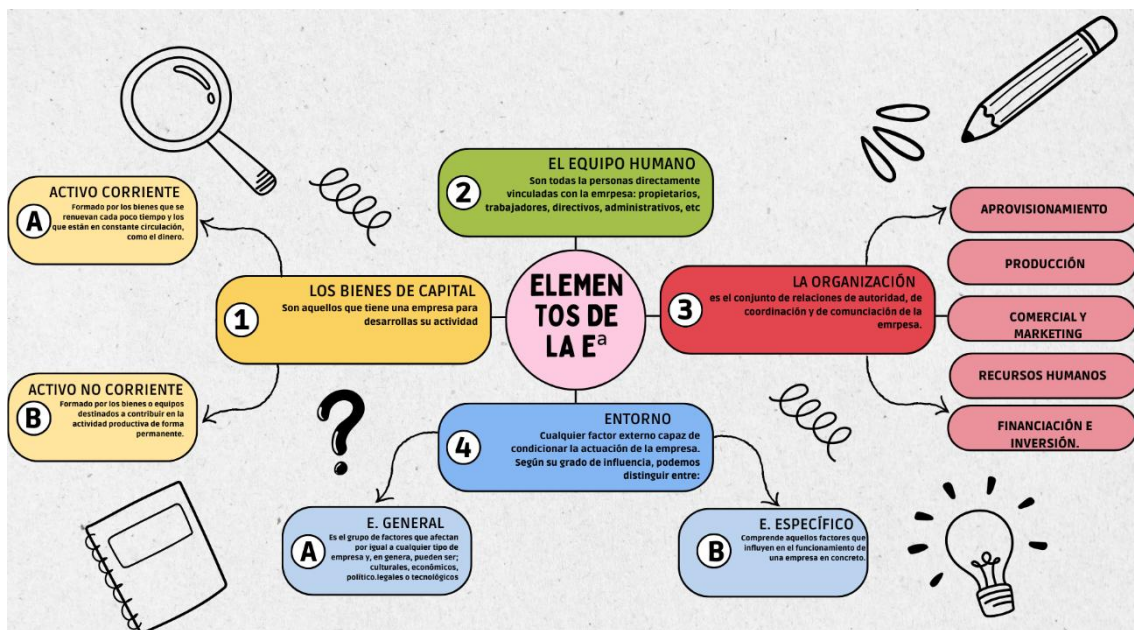 ELEMEN
TOS DE
LA Eª
1
LOS BIENES DE CAPITAL
Son aquellos que tiene una empresa para
desarrollas su actividad
A
ACTIVO CORRIENTE
Formado por los bienes que se
renuevan cada poco tiempo y los
que están en constante circulación,
como el dinero.
B
ACTIVO NO CORRIENTE
Formado por los bienes o equipos
destinados a contribuir en la
actividad productiva de forma
permanente.
2
EL EQUIPO HUMANO
Son todas la personas directamente
vinculadas con la emrpesa: propietarios,
trabajadores, directivos, administrativos, etc
3
LA ORGANIZACIÓN
es el conjunto de relaciones de autoridad, de
coordinación y de comunciación de la
emrpesa.
APROVISIONAMIENTO
PRODUCCIÓN
COMERCIAL Y
MARKETING
RECURSOS HUMANOS
FINANCIACIÓN E
INVERSIÓN.
4
ENTORNO
Cualquier factor externo capaz de
condicionar la actuación de la empresa.
Según su grado de influencia, podemos
distinguir entre:
A
E. GENERAL
Es el grupo de factores que afectan
por igual a cualquier tipo de
empresa y, en genera, pueden ser;
culturales, económicos,
político.legales o tecnológicos
B
E. ESPECÍFICO
Comprende aquellos factores que
influyen en el funcionamiento de
una empresa en concreto.